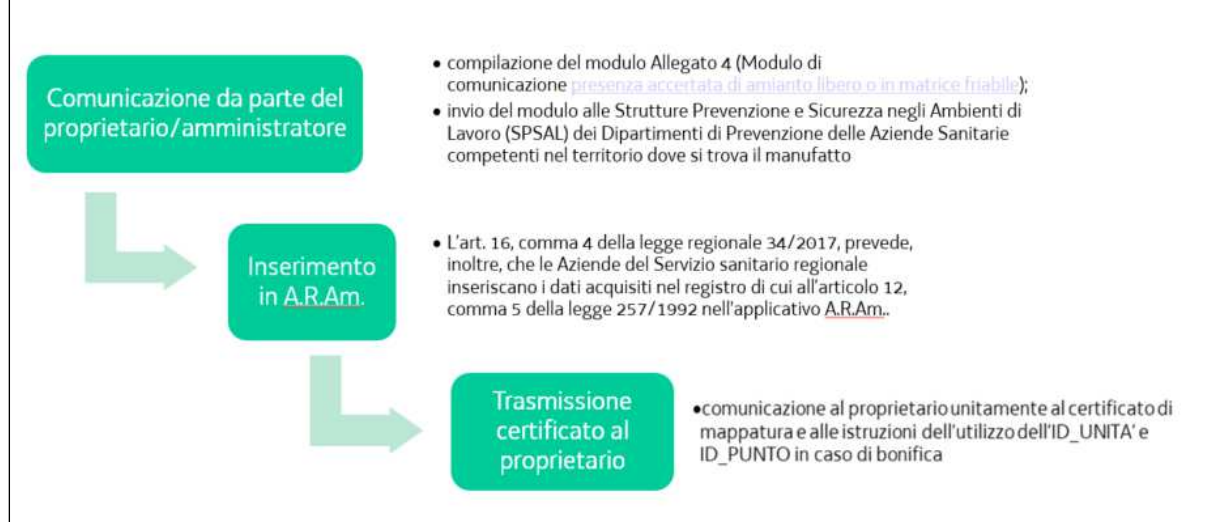 Comunicazione da parte del
proprietario/amministratore
• compilazione del modulo Allegato 4 (Modulo di
comunicazione presenza accertata di amianto libero o in matrice friabile);
• invio del modulo alle Strutture Prevenzione e Sicurezza negli Ambienti di
Lavoro (SPSAL) dei Dipartimenti di Prevenzione delle Aziende Sanitarie
competenti nel territorio dove si trova il manufatto
Inserimento
in A.R.Am.
• L'art. 16, comma 4 della legge regionale 34/2017, prevede,
inoltre, che le Aziende del Servizio sanitario regionale
inseriscano i dati acquisiti nel registro di cui all'articolo 12,
comma 5 della legge 257/1992 nell'applicativo A.R.Am..
Trasmissione
certificato al
proprietario
•comunicazione al proprietario unitamente al certificato di
mappatura e alle istruzioni dell'utilizzo dell'ID_UNITA' e
ID_PUNTO in caso di bonifica